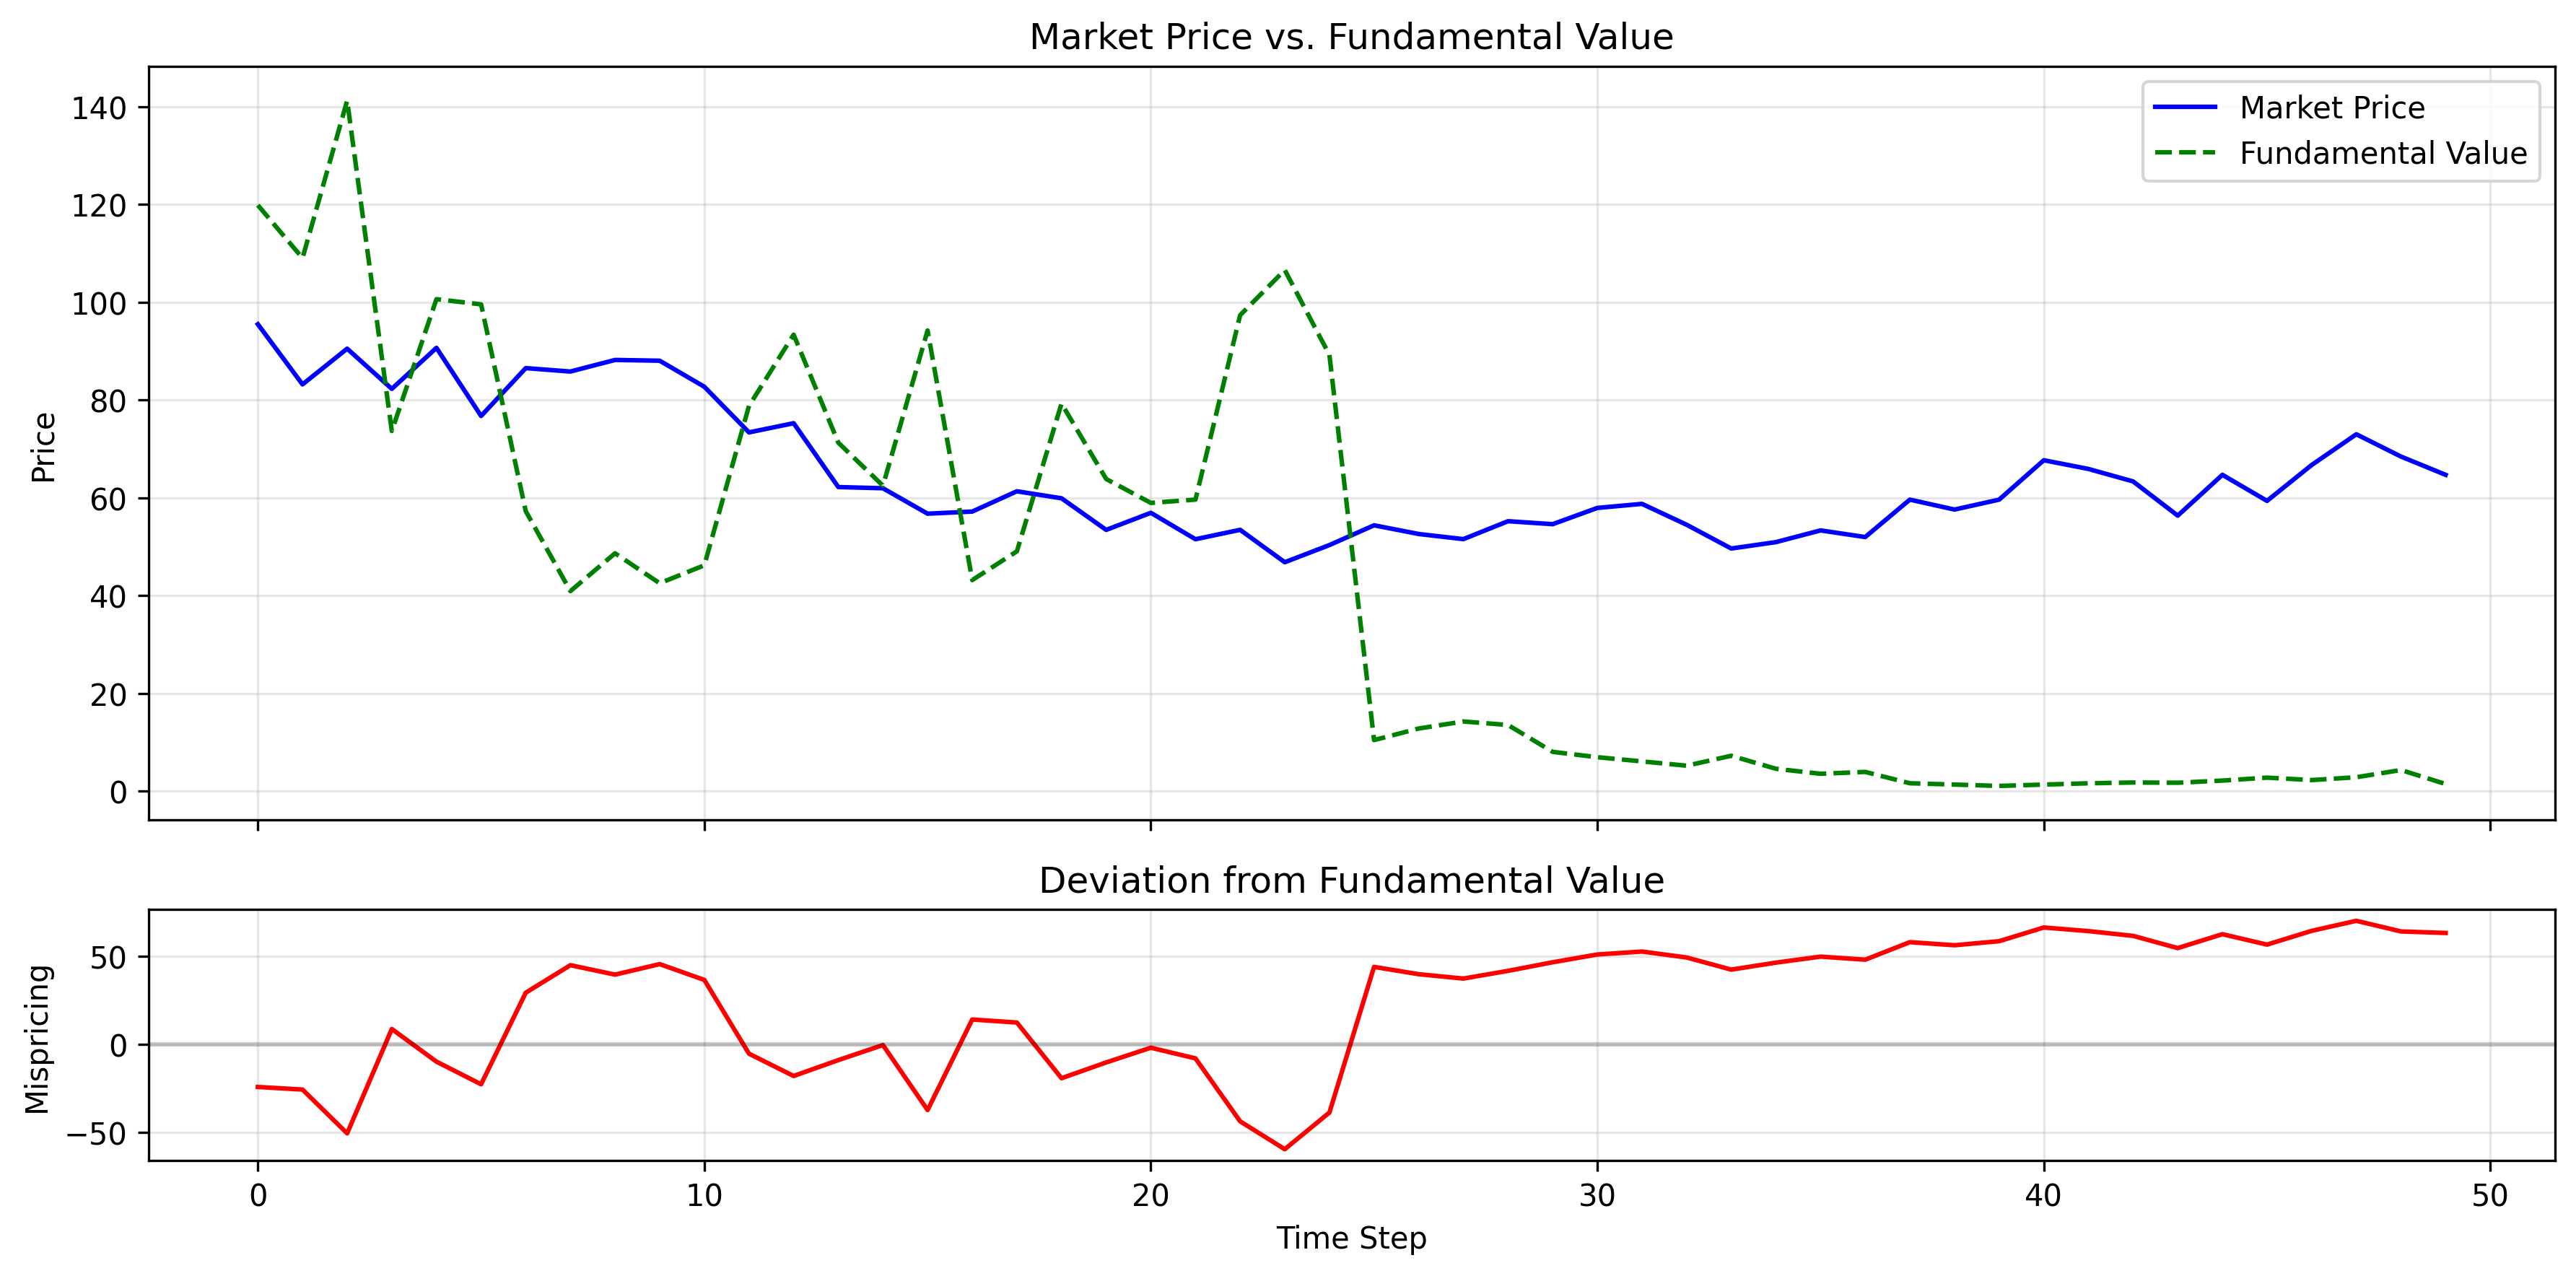 Market Price vs. Fundamental Value
Market Price
Fundamental Value
Price
140
120
100
80
60
40
20
0
Deviation from Fundamental Value
Mispricing
50
0
−50
0 10 20 30 40 50
Time Step